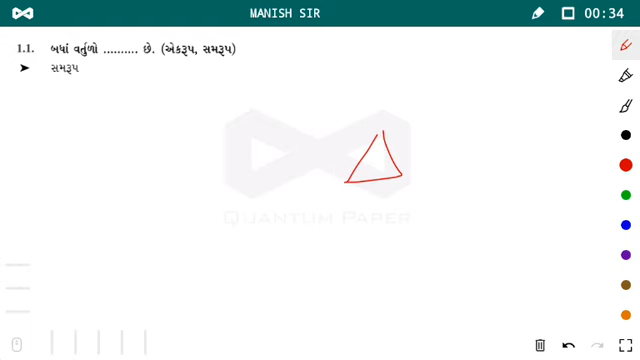 MANISH SIR
00:34
1.1. બધાં વર્તુળો .......... છે. (એકરૂપ, સમરૂપ)
➤ સમરૂપ
QUANTUM PAPER